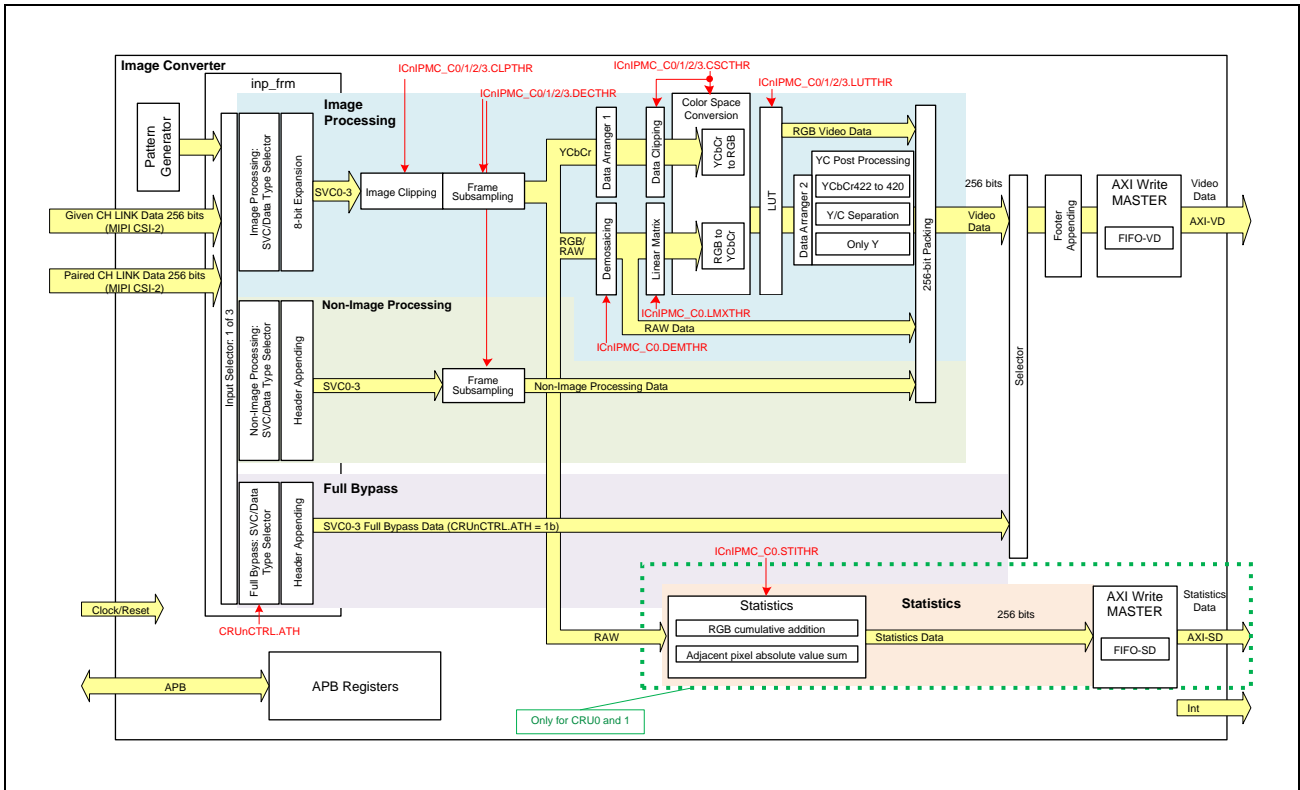 Image Converter
inp_frm
ICnIPMC_C0/1/2/3.CLPTHR
ICnIPMC_C0/1/2/3.DECTHR
ICnIPMC_C0/1/2/3.CSCTHR
ICnIPMC_C0/1/2/3.LUTTHR
Pattern
Generator
Given CH LINK Data 256 bits
(MIPI CSI-2)
Paired CH LINK Data 256 bits
(MIPI CSI-2)
Input Selector: 1 of 3
Image Processing:
SVC/Data Type Selector
8-bit Expansion
Image
Processing
SVC0-3
Image Clipping
Frame
Subsampling
YCbCr
RGB/
RAW
Data Arranger 1
Demosaicing
Data Clipping
Linear Matrix
Color Space
Conversion
YCbCr
to RGB
RGB to
YCbCr
LUT
RGB Video Data
Data Arranger 2
YC Post Processing
YCbCr422 to 420
Y/C Separation
Only Y
256-bit Packing
256 bits
Video
Data
Selector
Footer
Appending
AXI Write
MASTER
FIFO-VD
Video
Data
AXI-VD
ICnIPMC_C0.LMXTHR
RAW Data
ICnIPMC_C0.DEMTHR
Non-Image Processing
Non-Image Processing:
SVC/Data Type Selector
Header Appending
SVC0-3
Frame
Subsampling
Non-Image Processing Data
Full Bypass
Full Bypass: SVC/Data
Type Selector
Header Appending
SVC0-3 Full Bypass Data (CRUnCTRL.ATH = 1b)
CRUnCTRL.ATH
Clock/Reset
APB
APB Registers
ICnIPMC_C0.STITHR
RAW
Statistics
RGB cumulative addition
Adjacent pixel absolute value sum
Statistics
256 bits
Statistics Data
AXI Write
MASTER
FIFO-SD
Statistics
Data
AXI-SD
Only for CRU0 and 1
Int